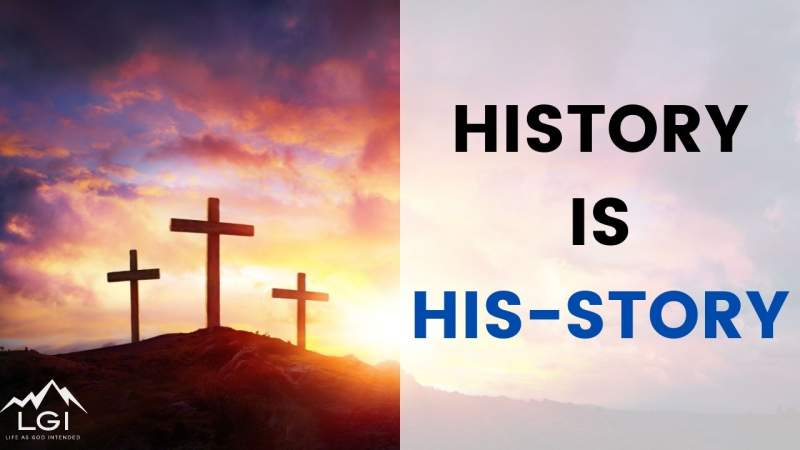 HISTORY
IS
HIS-STORY
LGI
LIFE AS GOD INTENDED